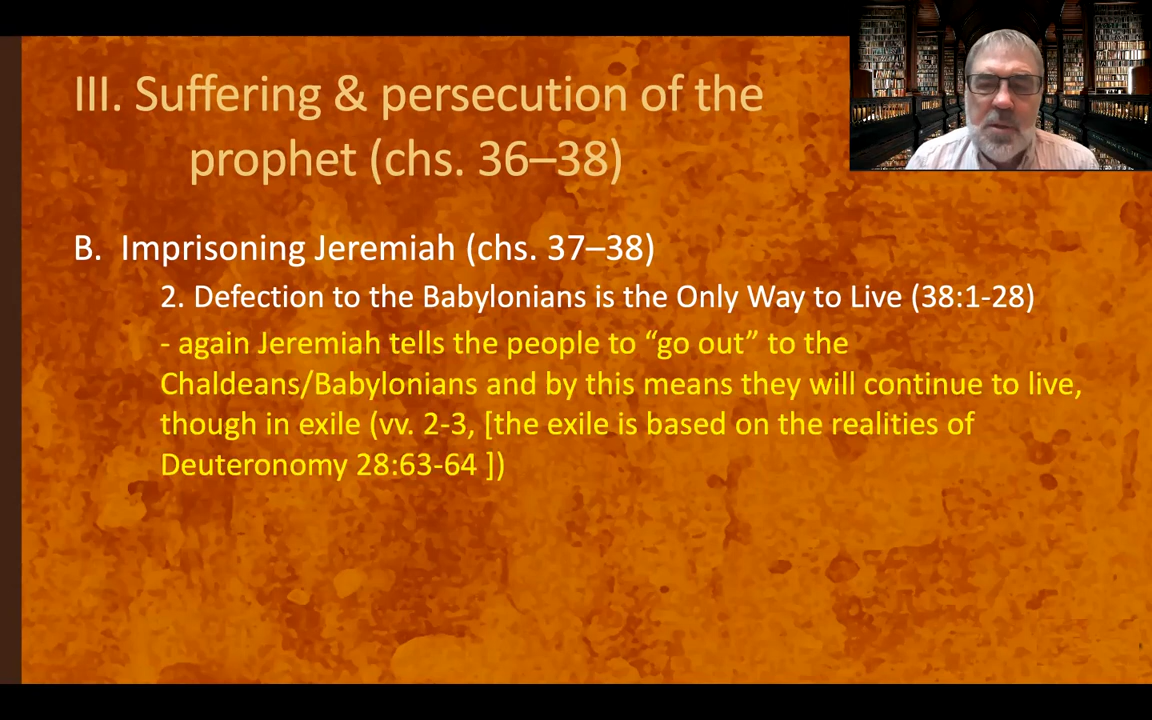 III. Suffering & persecution of the
prophet (chs. 36–38)
B. Imprisoning Jeremiah (chs. 37–38)
2. Defection to the Babylonians is the Only Way to Live (38:1-28)
- again Jeremiah tells the people to “go out” to the
Chaldeans/Babylonians and by this means they will continue to live,
though in exile (vv. 2-3, [the exile is based on the realities of
Deuteronomy 28:63-64 ])